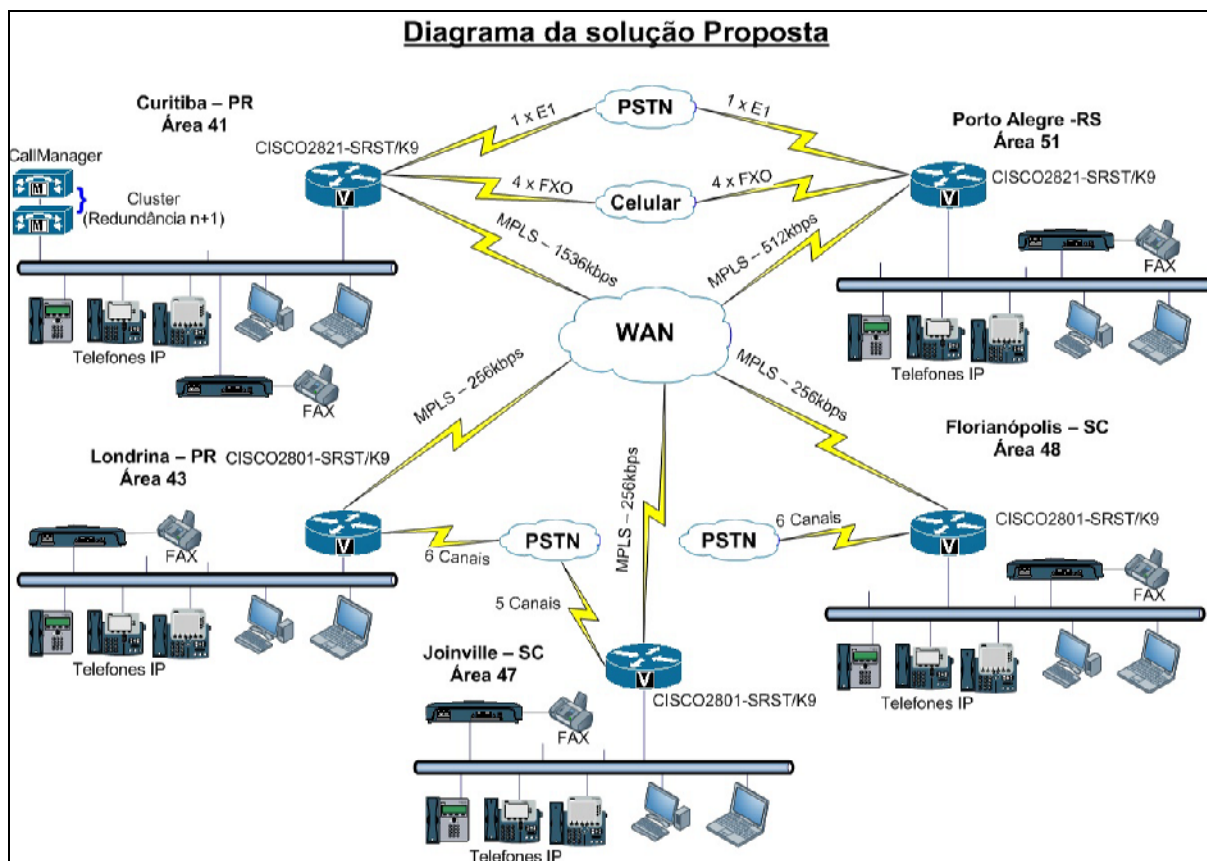 Diagrama da solução Proposta
Curitiba – PR
Área 41
CallManager
Cluster
(Redundância n+1)
CISCO2821-SRST/K9
1 x E1
PSTN
1 x E1
4 x FXO
Celular
4 x FXO
Porto Alegre -RS
Área 51
CISCO2821-SRST/K9
FAX
Telefones IP
MPLS – 1536kbps
MPLS – 512kbps
WAN
Telefones IP
FAX
MPLS – 256kbps
MPLS – 256kbps
MPLS – 256kbps
Londrina – PR
Área 43
CISCO2801-SRST/K9
FAX
6 Canais
PSTN
Telefones IP
5 Canais
PSTN
6 Canais
Florianópolis – SC
Área 48
CISCO2801-SRST/K9
FAX
Telefones IP
Joinville – SC
Área 47
CISCO2801-SRST/K9
FAX
Telefones IP
M
M
V
V
V
V
V